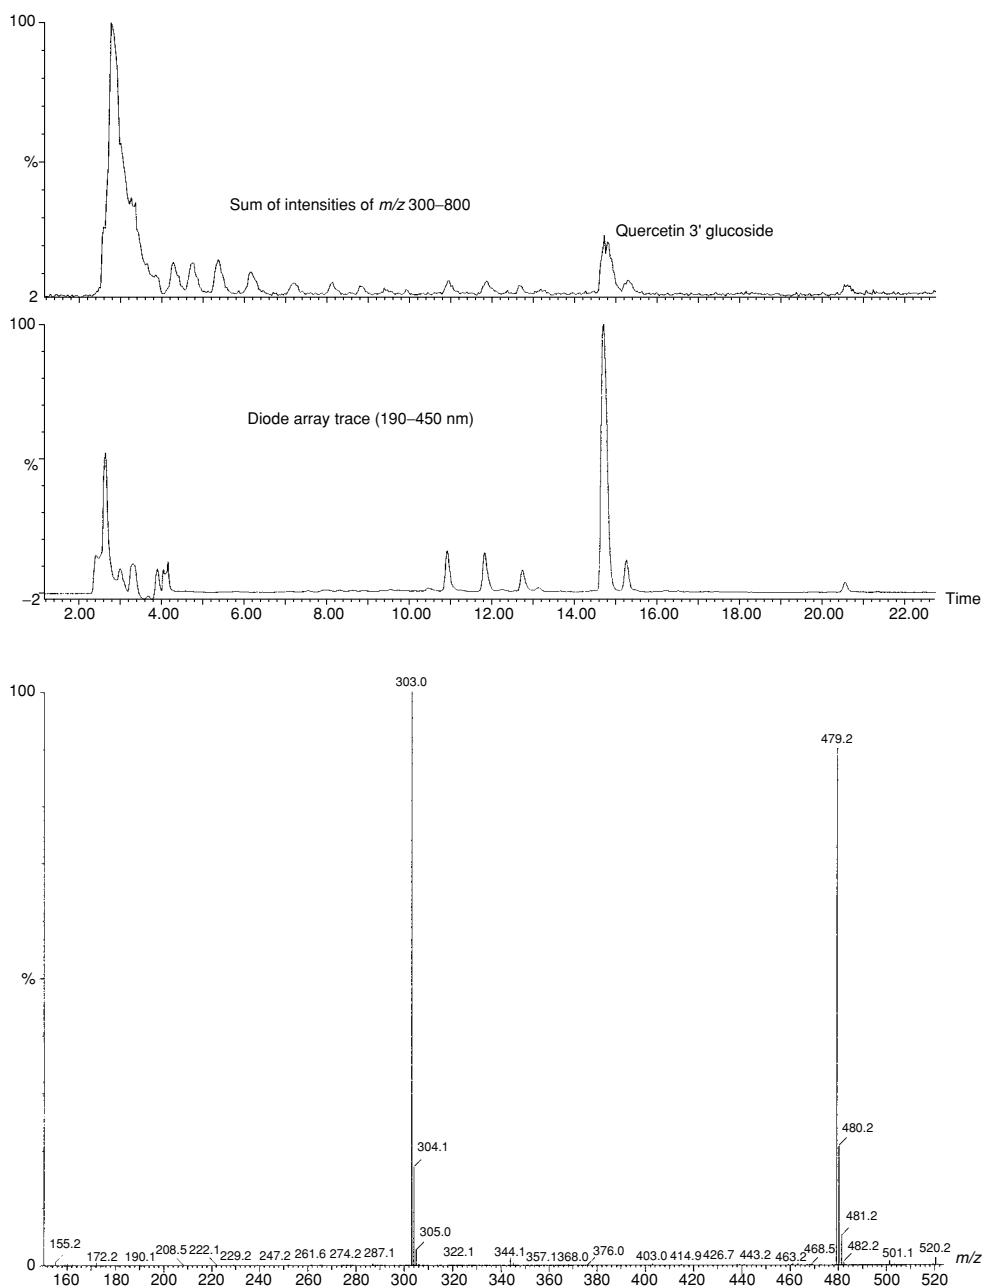 100
%
Sum of intensities of m/z 300–800
Quercetin 3' glucoside
2
100
Diode array trace (190–450 nm)
%
–2
Time
2.00 4.00 6.00 8.00 10.00 12.00 14.00 16.00 18.00 20.00 22.00
100
303.0
479.2
%
304.1
480.2
305.0
481.2
155.2 172.2 190.1 208.5 222.1 229.2 247.2 261.6 274.2 287.1 322.1 344.1 357.1 368.0 376.0 403.0 414.9 426.7 443.2 463.2 468.5 482.2 501.1 520.2
0
m/z
160 180 200 220 240 260 280 300 320 340 360 380 400 420 440 460 480 500 520